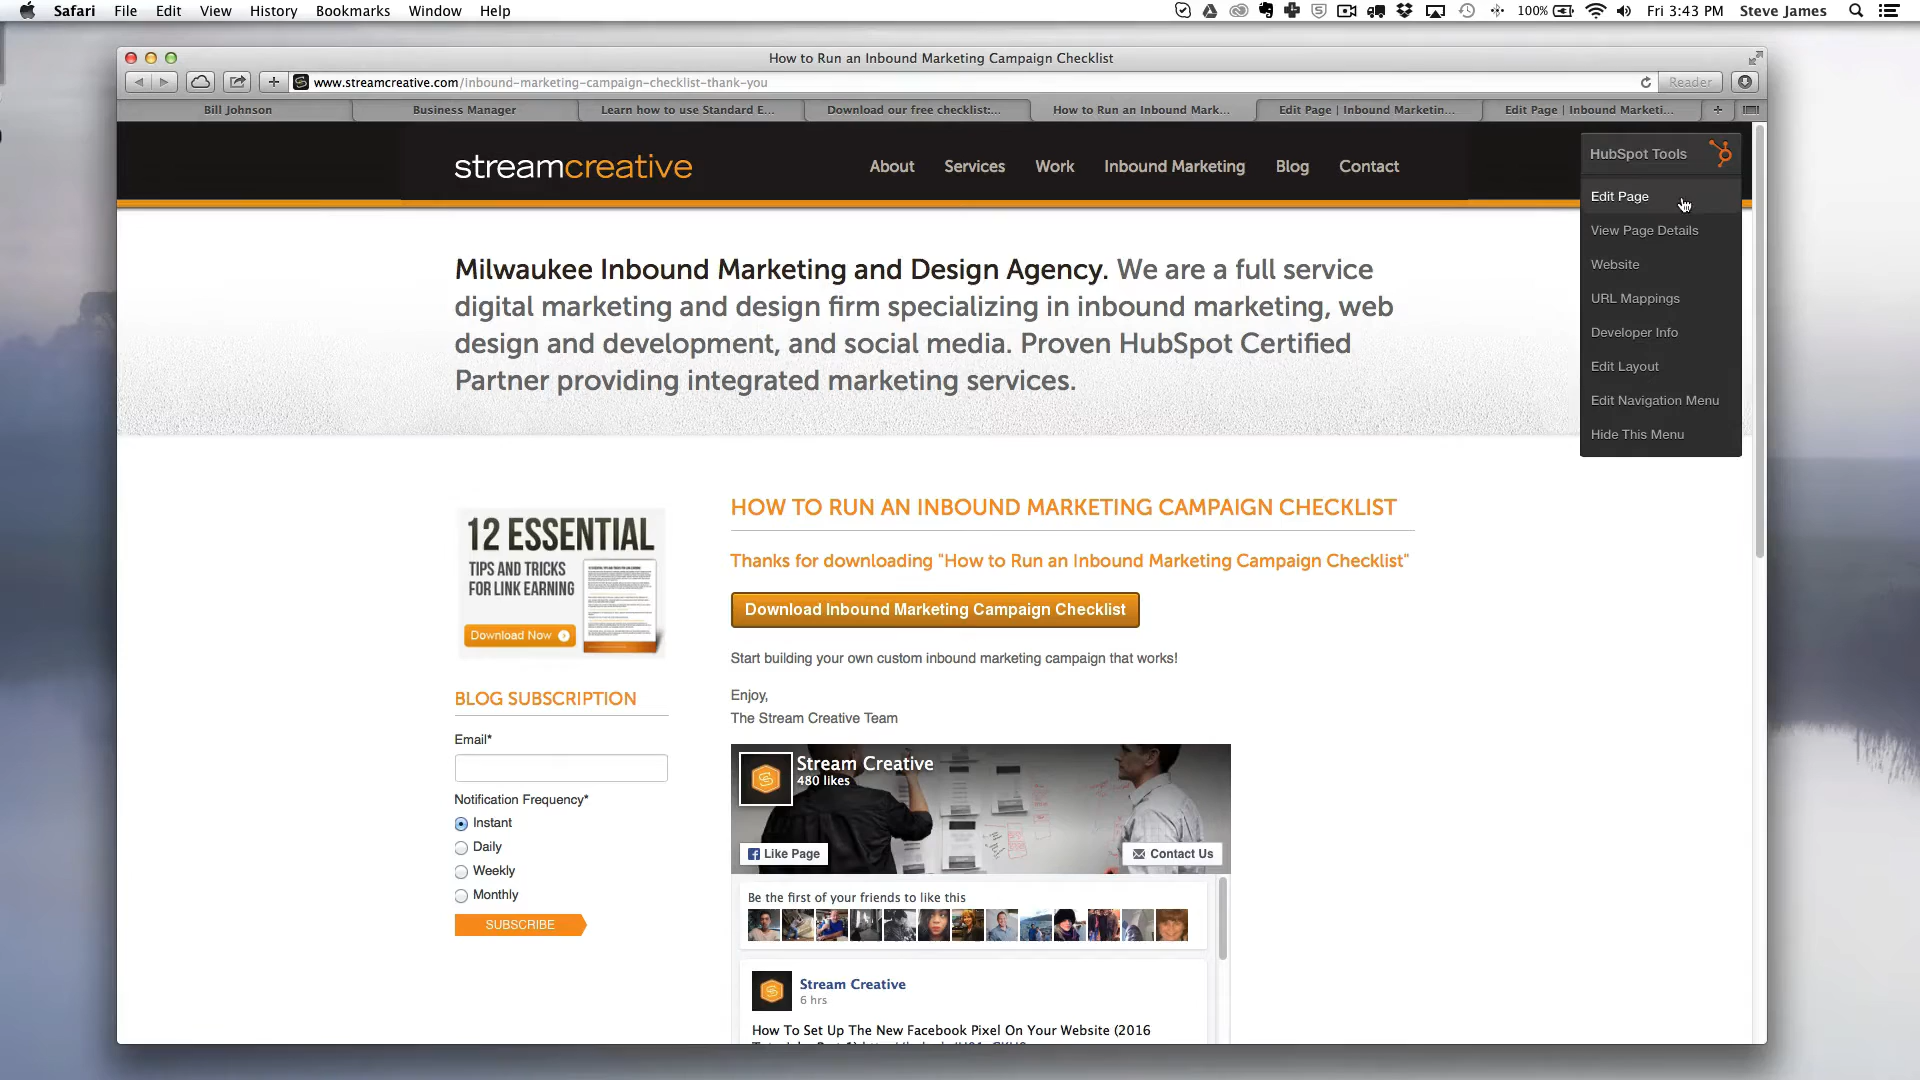 Safari File Edit View History Bookmarks Window Help
100% Fri 3:43 PM Steve James
How to Run an Inbound Marketing Campaign Checklist
www.streamcreative.com/inbound-marketing-campaign-checklist-thank-you
Reader
Bill Johnson
Business Manager
Learn how to use Standard E...
Download our free checklist:...
How to Run an Inbound Mark...
Edit Page | Inbound Marketin...
Edit Page | Inbound Marketi...
streamcreative
About Services Work Inbound Marketing Blog Contact
HubSpot Tools
Edit Page
View Page Details
Website
URL Mappings
Developer Info
Edit Layout
Edit Navigation Menu
Hide This Menu
Milwaukee Inbound Marketing and Design Agency. We are a full service
digital marketing and design firm specializing in inbound marketing, web
design and development, and social media. Proven HubSpot Certified
Partner providing integrated marketing services.
12 ESSENTIAL
TIPS AND TRICKS
FOR LINK EARNING
Download Now
BLOG SUBSCRIPTION
Email*
Notification Frequency*
Instant
Daily
Weekly
Monthly
SUBSCRIBE
HOW TO RUN AN INBOUND MARKETING CAMPAIGN CHECKLIST
Thanks for downloading "How to Run an Inbound Marketing Campaign Checklist"
Download Inbound Marketing Campaign Checklist
Start building your own custom inbound marketing campaign that works!
Enjoy,
The Stream Creative Team
Stream Creative
480 likes
Like Page
Contact Us
Be the first of your friends to like this
Stream Creative
6 hrs
How To Set Up The New Facebook Pixel On Your Website (2016